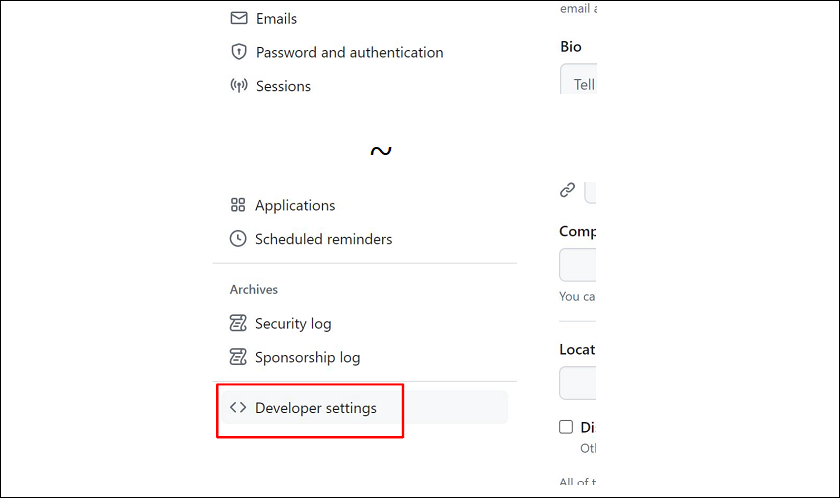 Emails
Password and authentication
Sessions
~
Applications
Scheduled reminders
Archives
Security log
Sponsorship log
Developer settings
email a
Bio
Tell
Comp
You ca
Locat
Di
Ot
All of t